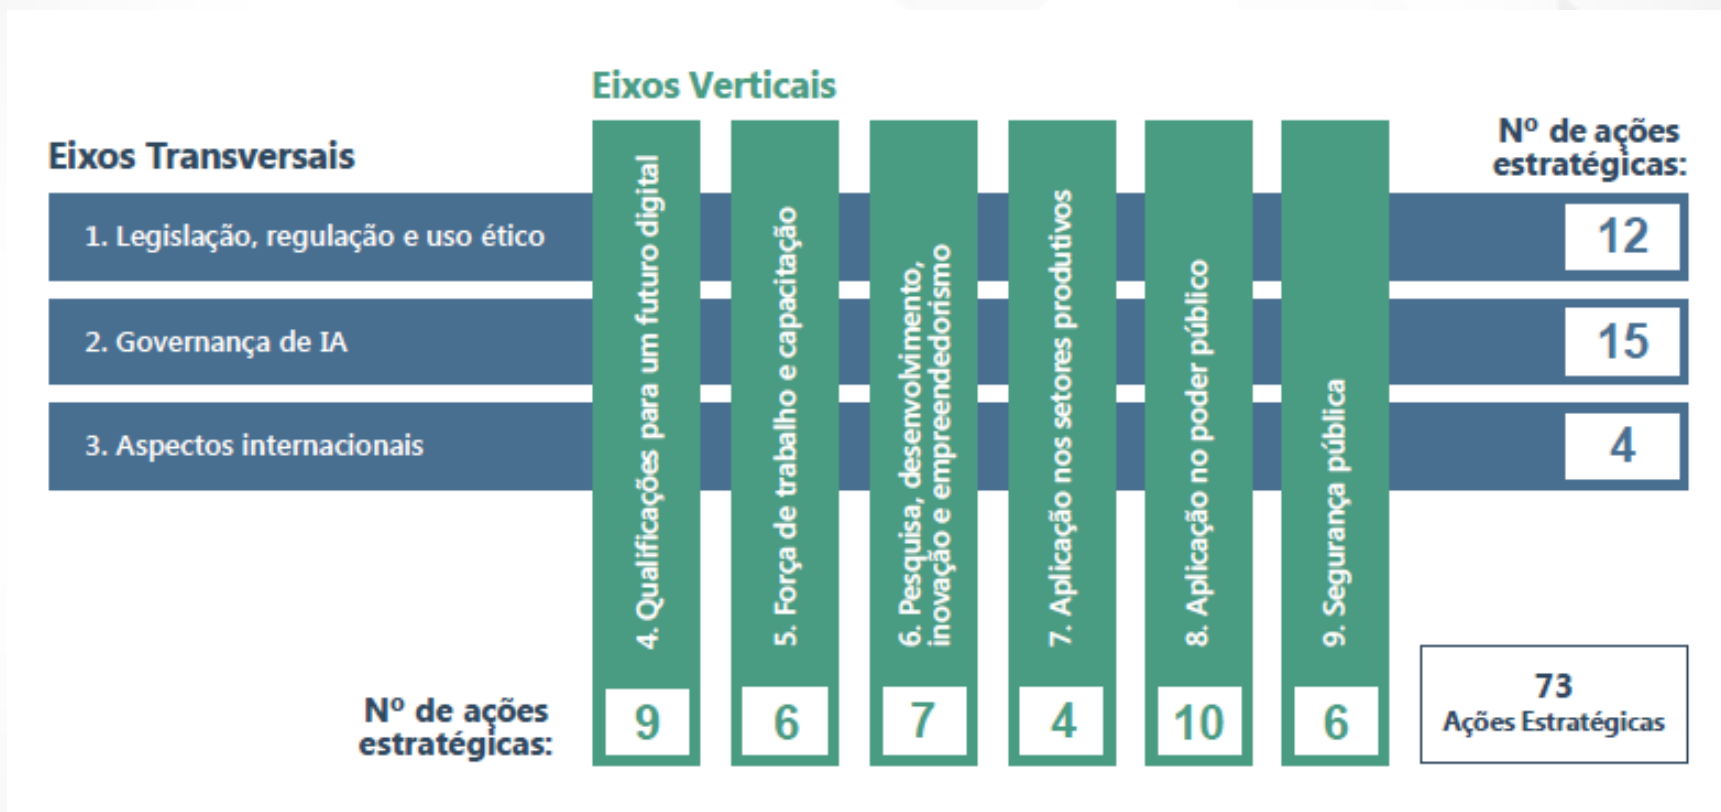 Eixos Verticais
Eixos Transversais
Nº de ações
estratégicas:
1. Legislação, regulação e uso ético
12
2. Governança de IA
15
3. Aspectos internacionais
4
4. Qualificações para um futuro digital
5. Força de trabalho e capacitação
6. Pesquisa, desenvolvimento,
inovação e empreendedorismo
7. Aplicação nos setores produtivos
8. Aplicação no poder público
9. Segurança pública
Nº de ações
estratégicas:
9
6
7
4
10
6
73
Ações Estratégicas